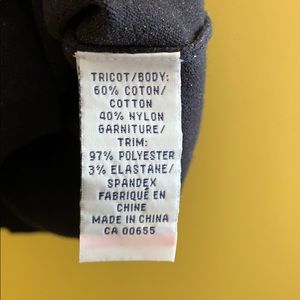 TRICOT/BODY:
60% COTON/
COTTON
40% NYLON
GARNITURE/
TRIM:
97% POLYESTER
3% ELASTANE/
SPANDEX
FABRIQUÉ EN
CHINE
MADE IN CHINA
CA 00655